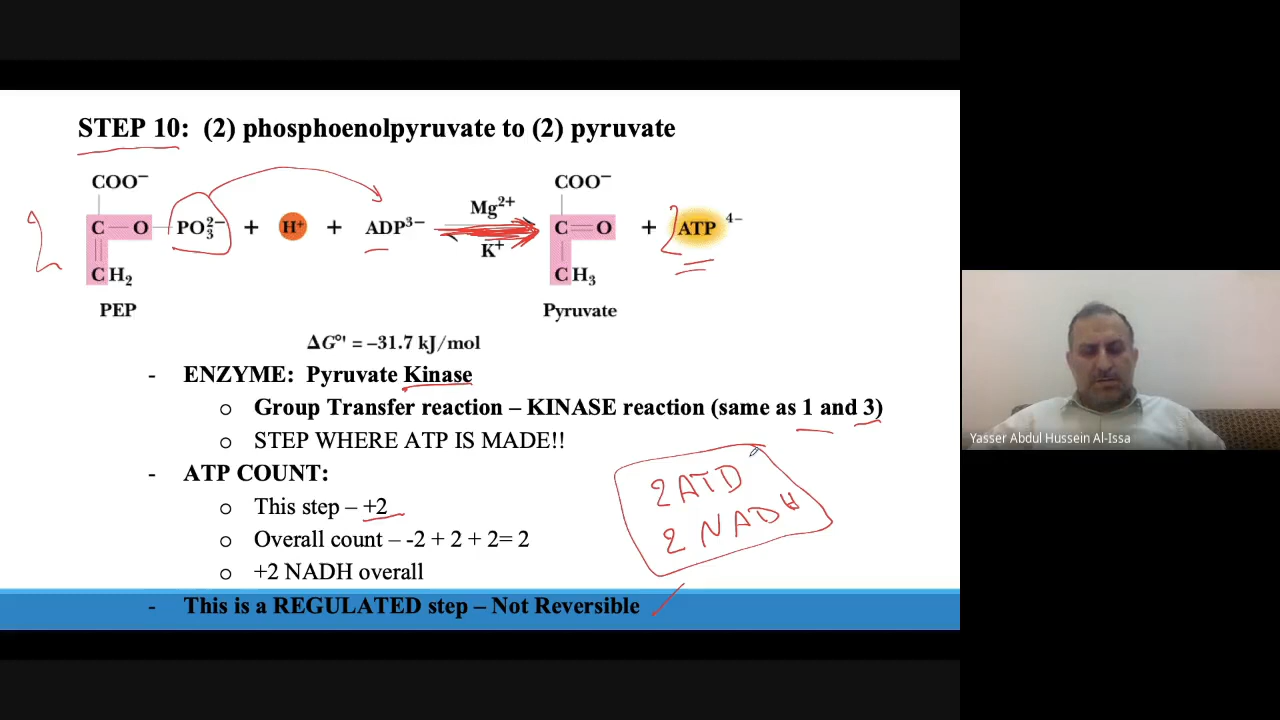 STEP 10: (2) phosphoenolpyruvate to (2) pyruvate
COO⁻ COO⁻
2 C — O — PO₃²⁻ + H⁺ + ADP³⁻ Mg²⁺ K⁺ C = O + 2 ATP⁴⁻
CH₂ CH₃
PEP Pyruvate
ΔG°' = –31.7 kJ/mol
- ENZYME: Pyruvate Kinase
o Group Transfer reaction – KINASE reaction (same as 1 and 3)
o STEP WHERE ATP IS MADE!!
- ATP COUNT:
o This step – +2
o Overall count – -2 + 2 + 2= 2
o +2 NADH overall
- This is a REGULATED step – Not Reversible
2 ATP
2 NADH
Yasser Abdul Hussein Al-Issa